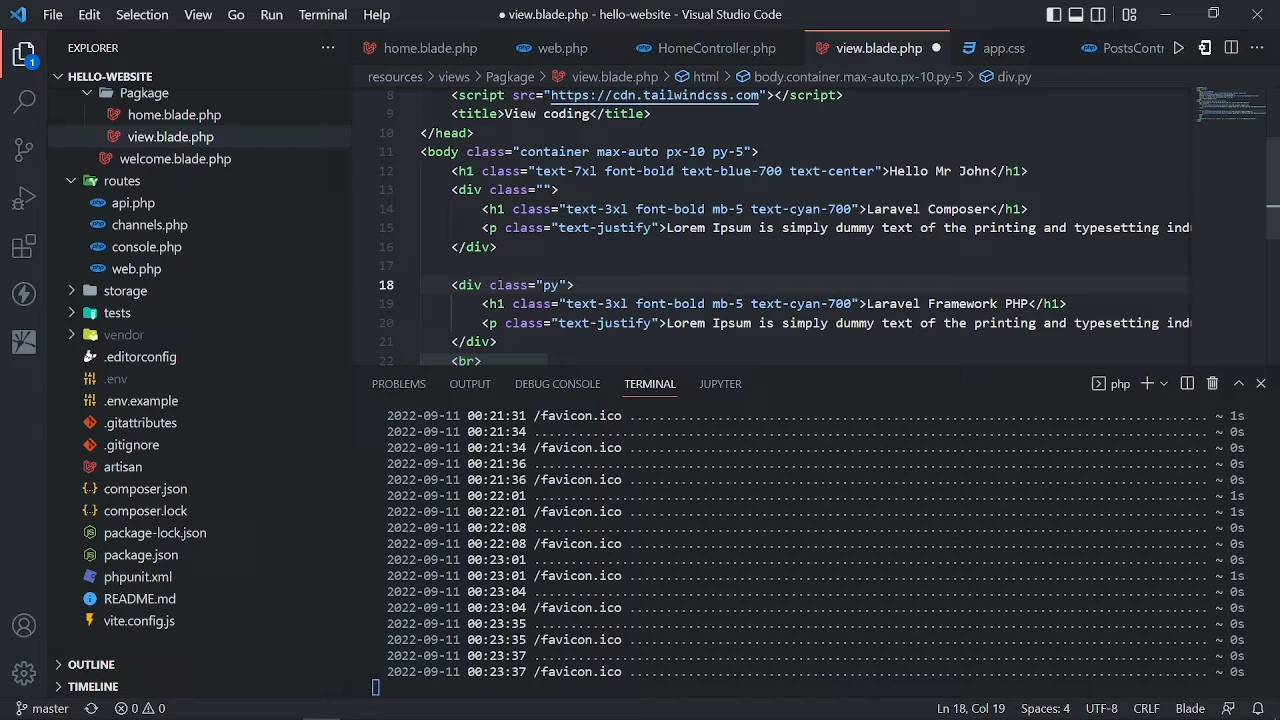 File Edit Selection View Go Run Terminal Help
● view.blade.php - hello-website - Visual Studio Code
EXPLORER
home.blade.php web.php HomeController.php view.blade.php app.css PostsContr
HELLO-WEBSITE
resources > views > Pagkage > view.blade.php > html > body.container.max-auto.px-10.py-5 > div.py
1
Pagkage
home.blade.php
view.blade.php
welcome.blade.php
routes
api.php
channels.php
console.php
web.php
storage
tests
vendor
.editorconfig
.env
.env.example
.gitattributes
.gitignore
artisan
composer.json
composer.lock
package-lock.json
package.json
phpunit.xml
README.md
vite.config.js
OUTLINE
TIMELINE
8 <script src="https://cdn.tailwindcss.com"></script>
9 <title>View coding</title>
10 </head>
11 <body class="container max-auto px-10 py-5">
12 <h1 class="text-7xl font-bold text-blue-700 text-center">Hello Mr John</h1>
13 <div class="">
14 <h1 class="text-3xl font-bold mb-5 text-cyan-700">Laravel Composer</h1>
15 <p class="text-justify">Lorem Ipsum is simply dummy text of the printing and typesetting ind
16 </div>
17
18 <div class="py">
19 <h1 class="text-3xl font-bold mb-5 text-cyan-700">Laravel Framework PHP</h1>
20 <p class="text-justify">Lorem Ipsum is simply dummy text of the printing and typesetting ind
21 </div>
22 <br>
PROBLEMS OUTPUT DEBUG CONSOLE TERMINAL JUPYTER
php
2022-09-11 00:21:31 /favicon.ico ........................................ ~ 1s
2022-09-11 00:21:34 ........................................ ~ 0s
2022-09-11 00:21:34 /favicon.ico ........................................ ~ 0s
2022-09-11 00:21:36 ........................................ ~ 0s
2022-09-11 00:21:36 /favicon.ico ........................................ ~ 0s
2022-09-11 00:22:01 ........................................ ~ 1s
2022-09-11 00:22:01 /favicon.ico ........................................ ~ 1s
2022-09-11 00:22:08 ........................................ ~ 0s
2022-09-11 00:22:08 /favicon.ico ........................................ ~ 0s
2022-09-11 00:23:01 ........................................ ~ 0s
2022-09-11 00:23:01 /favicon.ico ........................................ ~ 1s
2022-09-11 00:23:04 ........................................ ~ 0s
2022-09-11 00:23:04 /favicon.ico ........................................ ~ 0s
2022-09-11 00:23:35 ........................................ ~ 0s
2022-09-11 00:23:35 /favicon.ico ........................................ ~ 0s
2022-09-11 00:23:37 ........................................ ~ 0s
2022-09-11 00:23:37 /favicon.ico ........................................ ~ 0s
master 0 0 Ln 18, Col 19 Spaces: 4 UTF-8 CRLF Blade